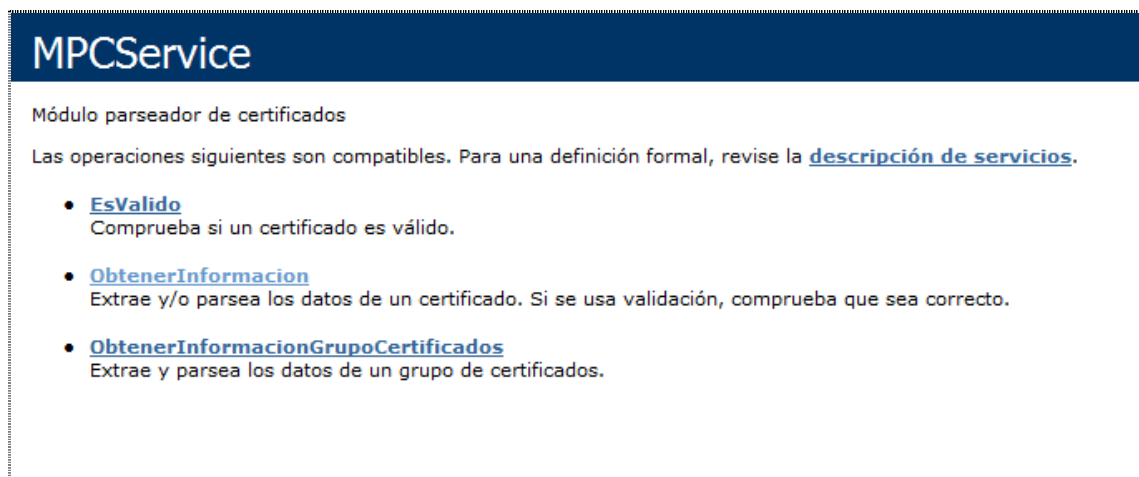 MPCService
Módulo parseador de certificados
Las operaciones siguientes son compatibles. Para una definición formal, revise la descripción de servicios.
EsValido
Comprueba si un certificado es válido.
ObtenerInformacion
Extrae y/o parsea los datos de un certificado. Si se usa validación, comprueba que sea correcto.
ObtenerInformacionGrupoCertificados
Extrae y parsea los datos de un grupo de certificados.